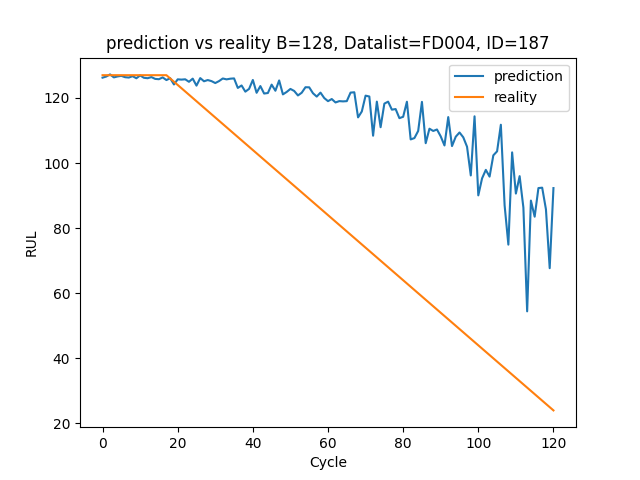 prediction vs reality B=128, Datalist=FD004, ID=187
prediction
reality
RUL
120
100
80
60
40
20
0 20 40 60 80 100 120
Cycle